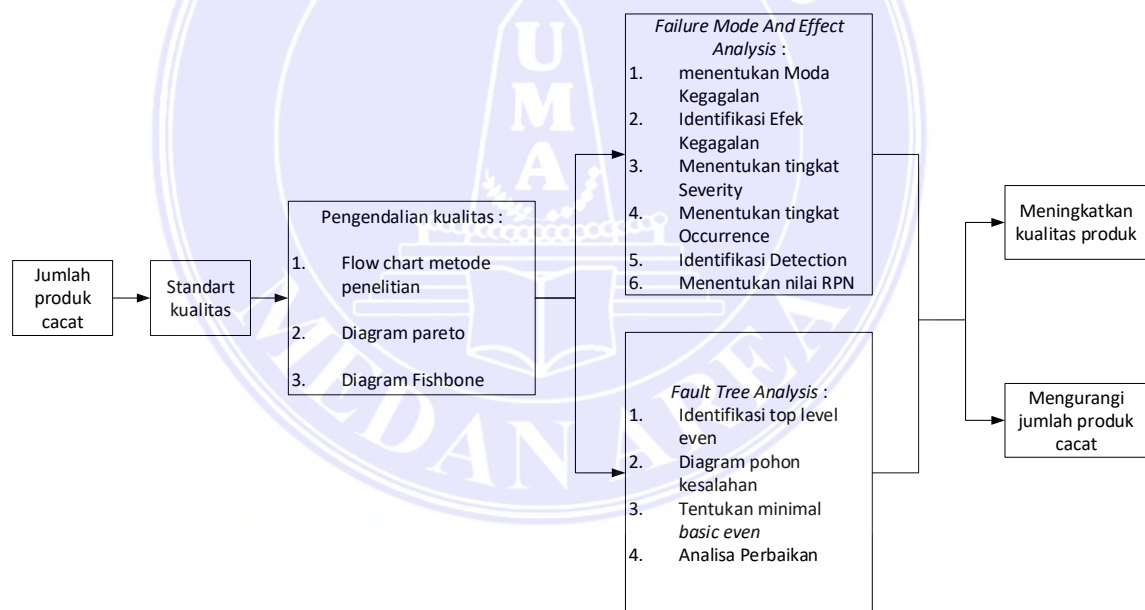 Jumlah
produk
cacat
Standart
kualitas
Pengendalian kualitas :
1. Flow chart metode
penelitian
2. Diagram pareto
3. Diagram Fishbone
Failure Mode And Effect
Analysis :
1. menentukan Moda
Kegagalan
2. Identifikasi Efek
Kegagalan
3. Menentukan tingkat
Severity
4. Menentukan tingkat
Occurrence
5. Identifikasi Detection
6. Menentukan nilai RPN
Fault Tree Analysis :
1. Identifikasi top level
even
2. Diagram pohon
kesalahan
3. Tentukan minimal
basic even
4. Analisa Perbaikan
Meningkatkan
kualitas produk
Mengurangi
jumlah produk
cacat
U
M
A
MEDAN AREA